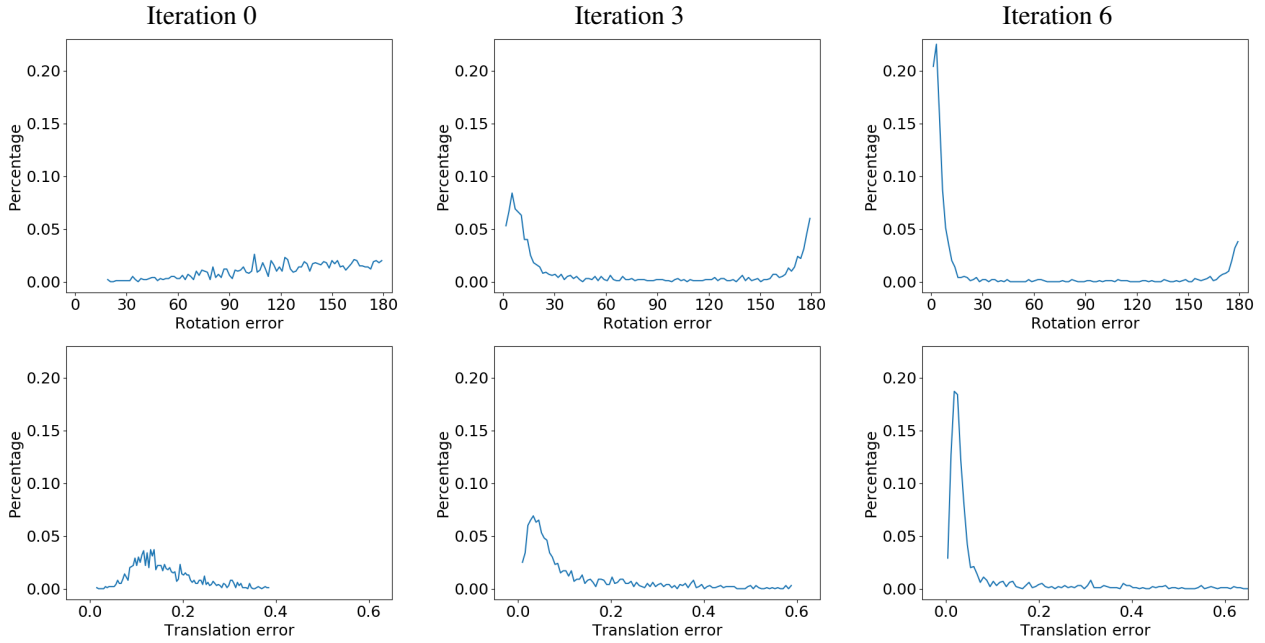 Iteration 0 Iteration 3 Iteration 6
0.20 0.20 0.20
0.15 0.15 0.15
Percentage Percentage Percentage
0.10 0.10 0.10
0.05 0.05 0.05
0.00 0.00 0.00
0 30 60 90 120 150 180 0 30 60 90 120 150 180 0 30 60 90 120 150 180
Rotation error Rotation error Rotation error
0.20 0.20 0.20
0.15 0.15 0.15
Percentage Percentage Percentage
0.10 0.10 0.10
0.05 0.05 0.05
0.00 0.00 0.00
0.0 0.2 0.4 0.6 0.0 0.2 0.4 0.6 0.0 0.2 0.4 0.6
Translation error Translation error Translation error